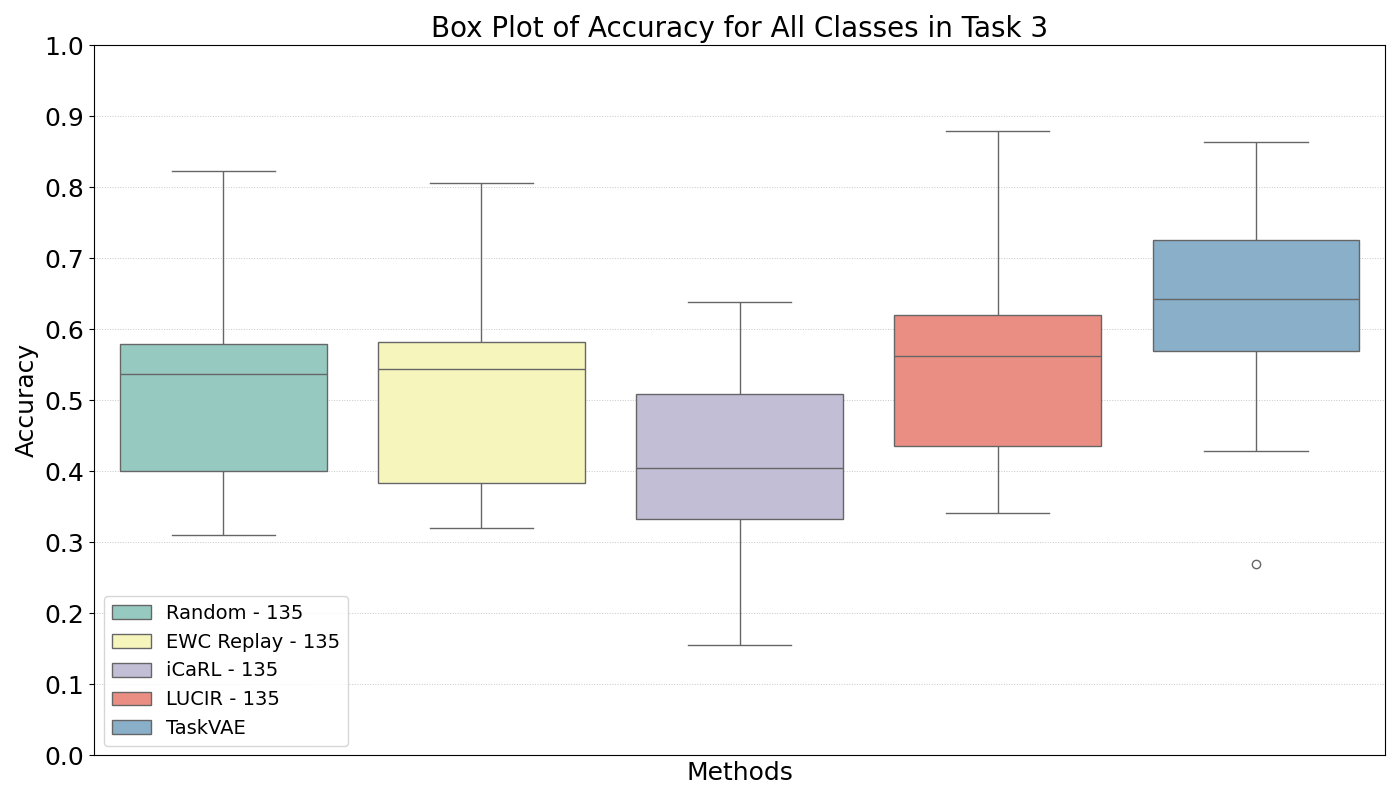 Box Plot of Accuracy for All Classes in Task 3
1.0
0.9
0.8
0.7
0.6
0.5
0.4
0.3
0.2
0.1
0.0
Accuracy
Methods
Random - 135
EWC Replay - 135
iCaRL - 135
LUCIR - 135
TaskVAE